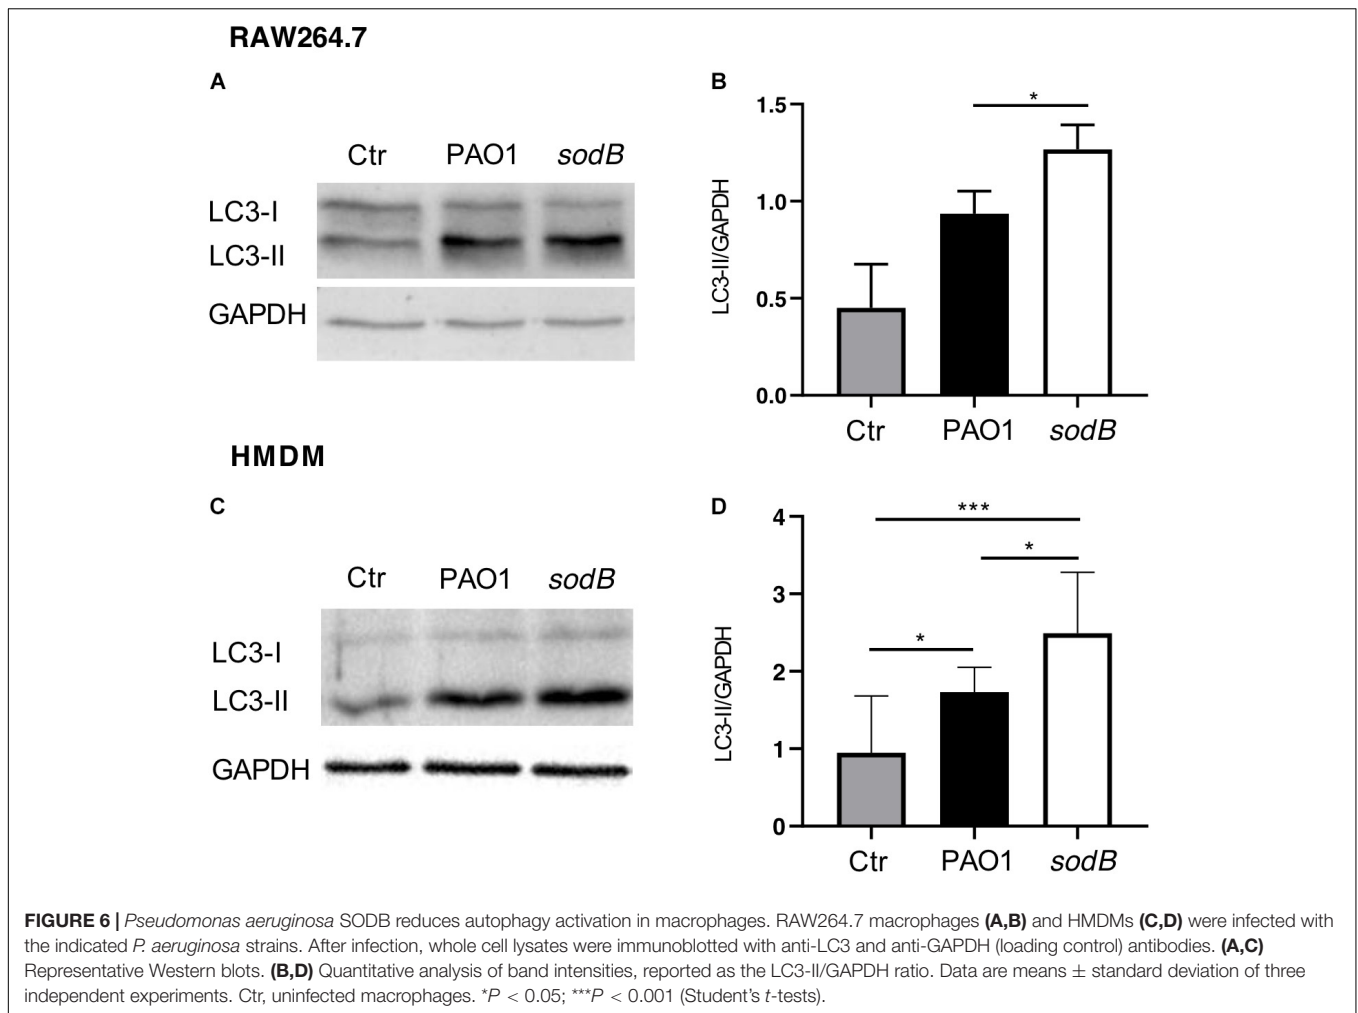 RAW264.7
A
Ctr PAO1 sodB
LC3-I
LC3-II
GAPDH
B
1.5
1.0
0.5
0.0
LC3-II/GAPDH
*
Ctr PAO1 sodB
HMDM
C
Ctr PAO1 sodB
LC3-I
LC3-II
GAPDH
D
4
3
2
1
0
LC3-II/GAPDH
***
*
*
Ctr PAO1 sodB
FIGURE 6 | Pseudomonas aeruginosa SODB reduces autophagy activation in macrophages. RAW264.7 macrophages (A,B) and HMDMs (C,D) were infected with
the indicated P. aeruginosa strains. After infection, whole cell lysates were immunoblotted with anti-LC3 and anti-GAPDH (loading control) antibodies. (A,C)
Representative Western blots. (B,D) Quantitative analysis of band intensities, reported as the LC3-II/GAPDH ratio. Data are means ± standard deviation of three
independent experiments. Ctr, uninfected macrophages. *P < 0.05; ***P < 0.001 (Student's t-tests).